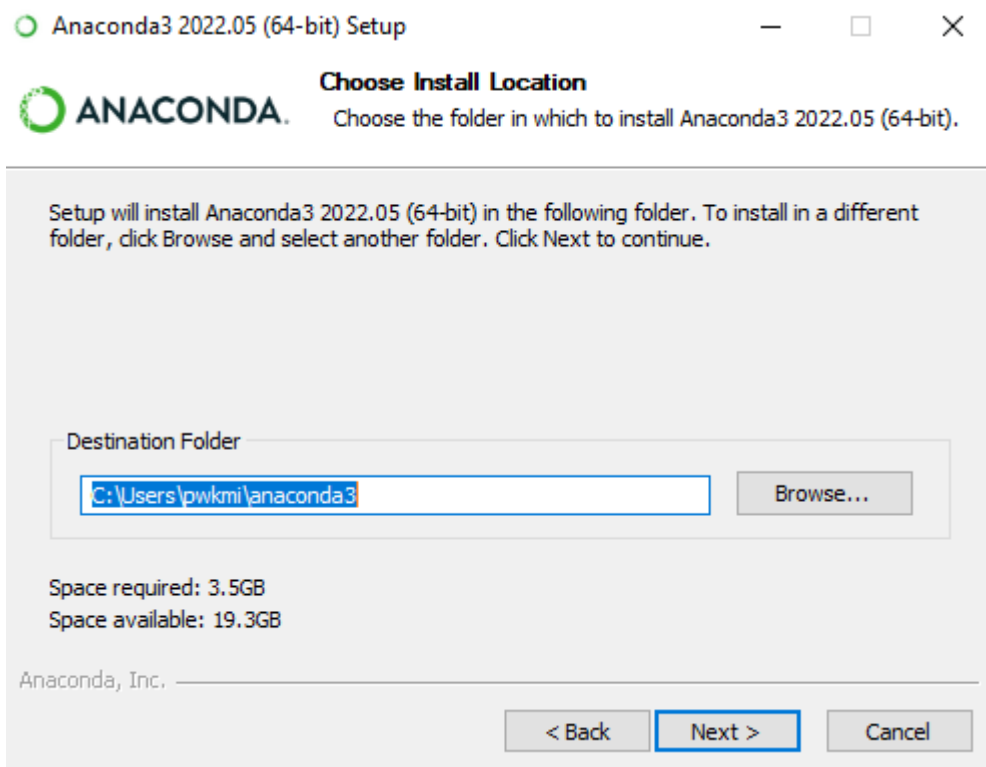 Anaconda3 2022.05 (64-bit) Setup
ANACONDA.
Choose Install Location
Choose the folder in which to install Anaconda3 2022.05 (64-bit).
Setup will install Anaconda3 2022.05 (64-bit) in the following folder. To install in a different
folder, click Browse and select another folder. Click Next to continue.
Destination Folder
C:\Users\pwkmi\anaconda3
Browse...
Space required: 3.5GB
Space available: 19.3GB
Anaconda, Inc.
< Back
Next >
Cancel